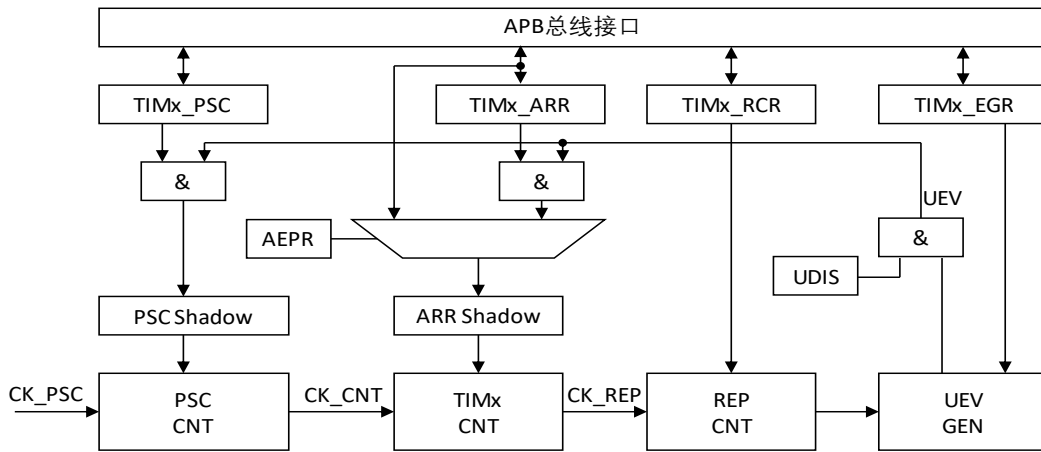 APB总线接口
TIMx_PSC
TIMx_ARR
TIMx_RCR
TIMx_EGR
&
&
UEV
AEPR
&
UDIS
PSC Shadow
ARR Shadow
CK_PSC
PSC
CNT
CK_CNT
TIMx
CNT
CK_REP
REP
CNT
UEV
GEN